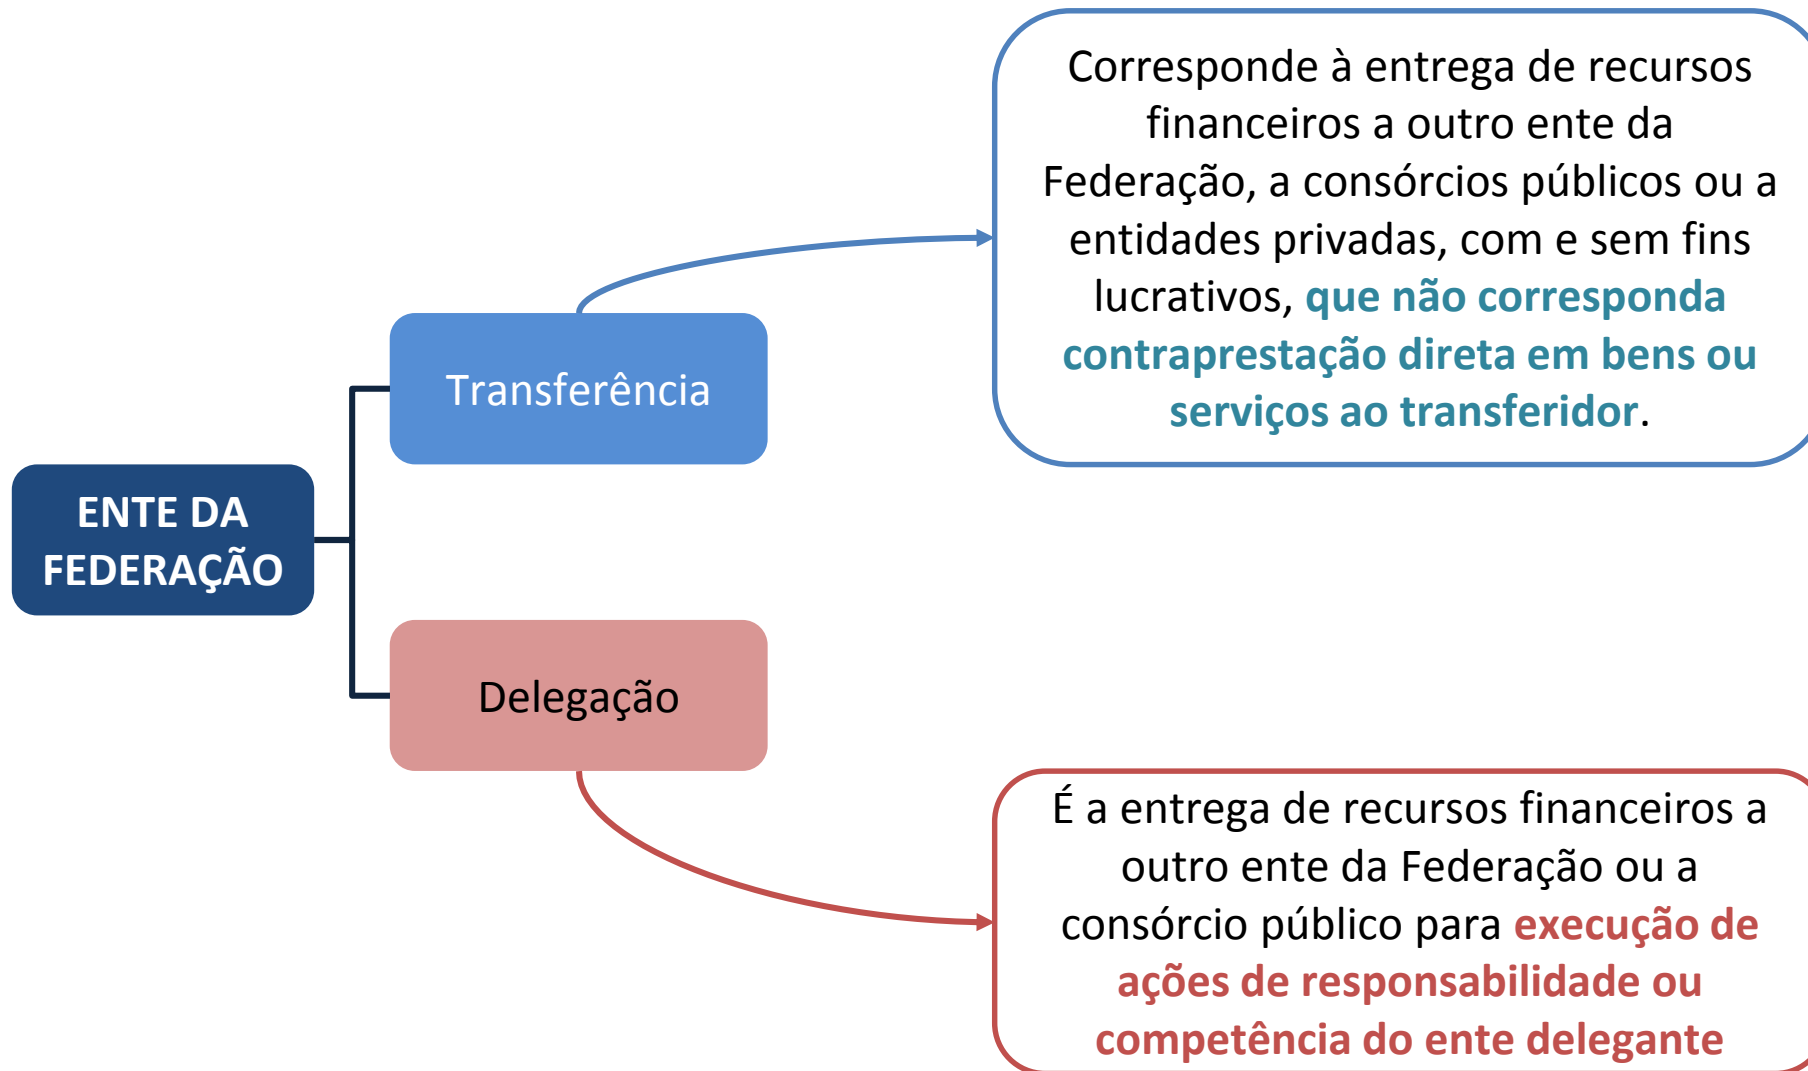 Corresponde à entrega de recursos
financeiros a outro ente da
Federação, a consórcios públicos ou a
entidades privadas, com e sem fins
lucrativos, que não corresponda
contraprestação direta em bens ou
serviços ao transferidor.
Transferência
ENTE DA
FEDERAÇÃO
Delegação
É a entrega de recursos financeiros a
outro ente da Federação ou a
consórcio público para execução de
ações de responsabilidade ou
competência do ente delegante